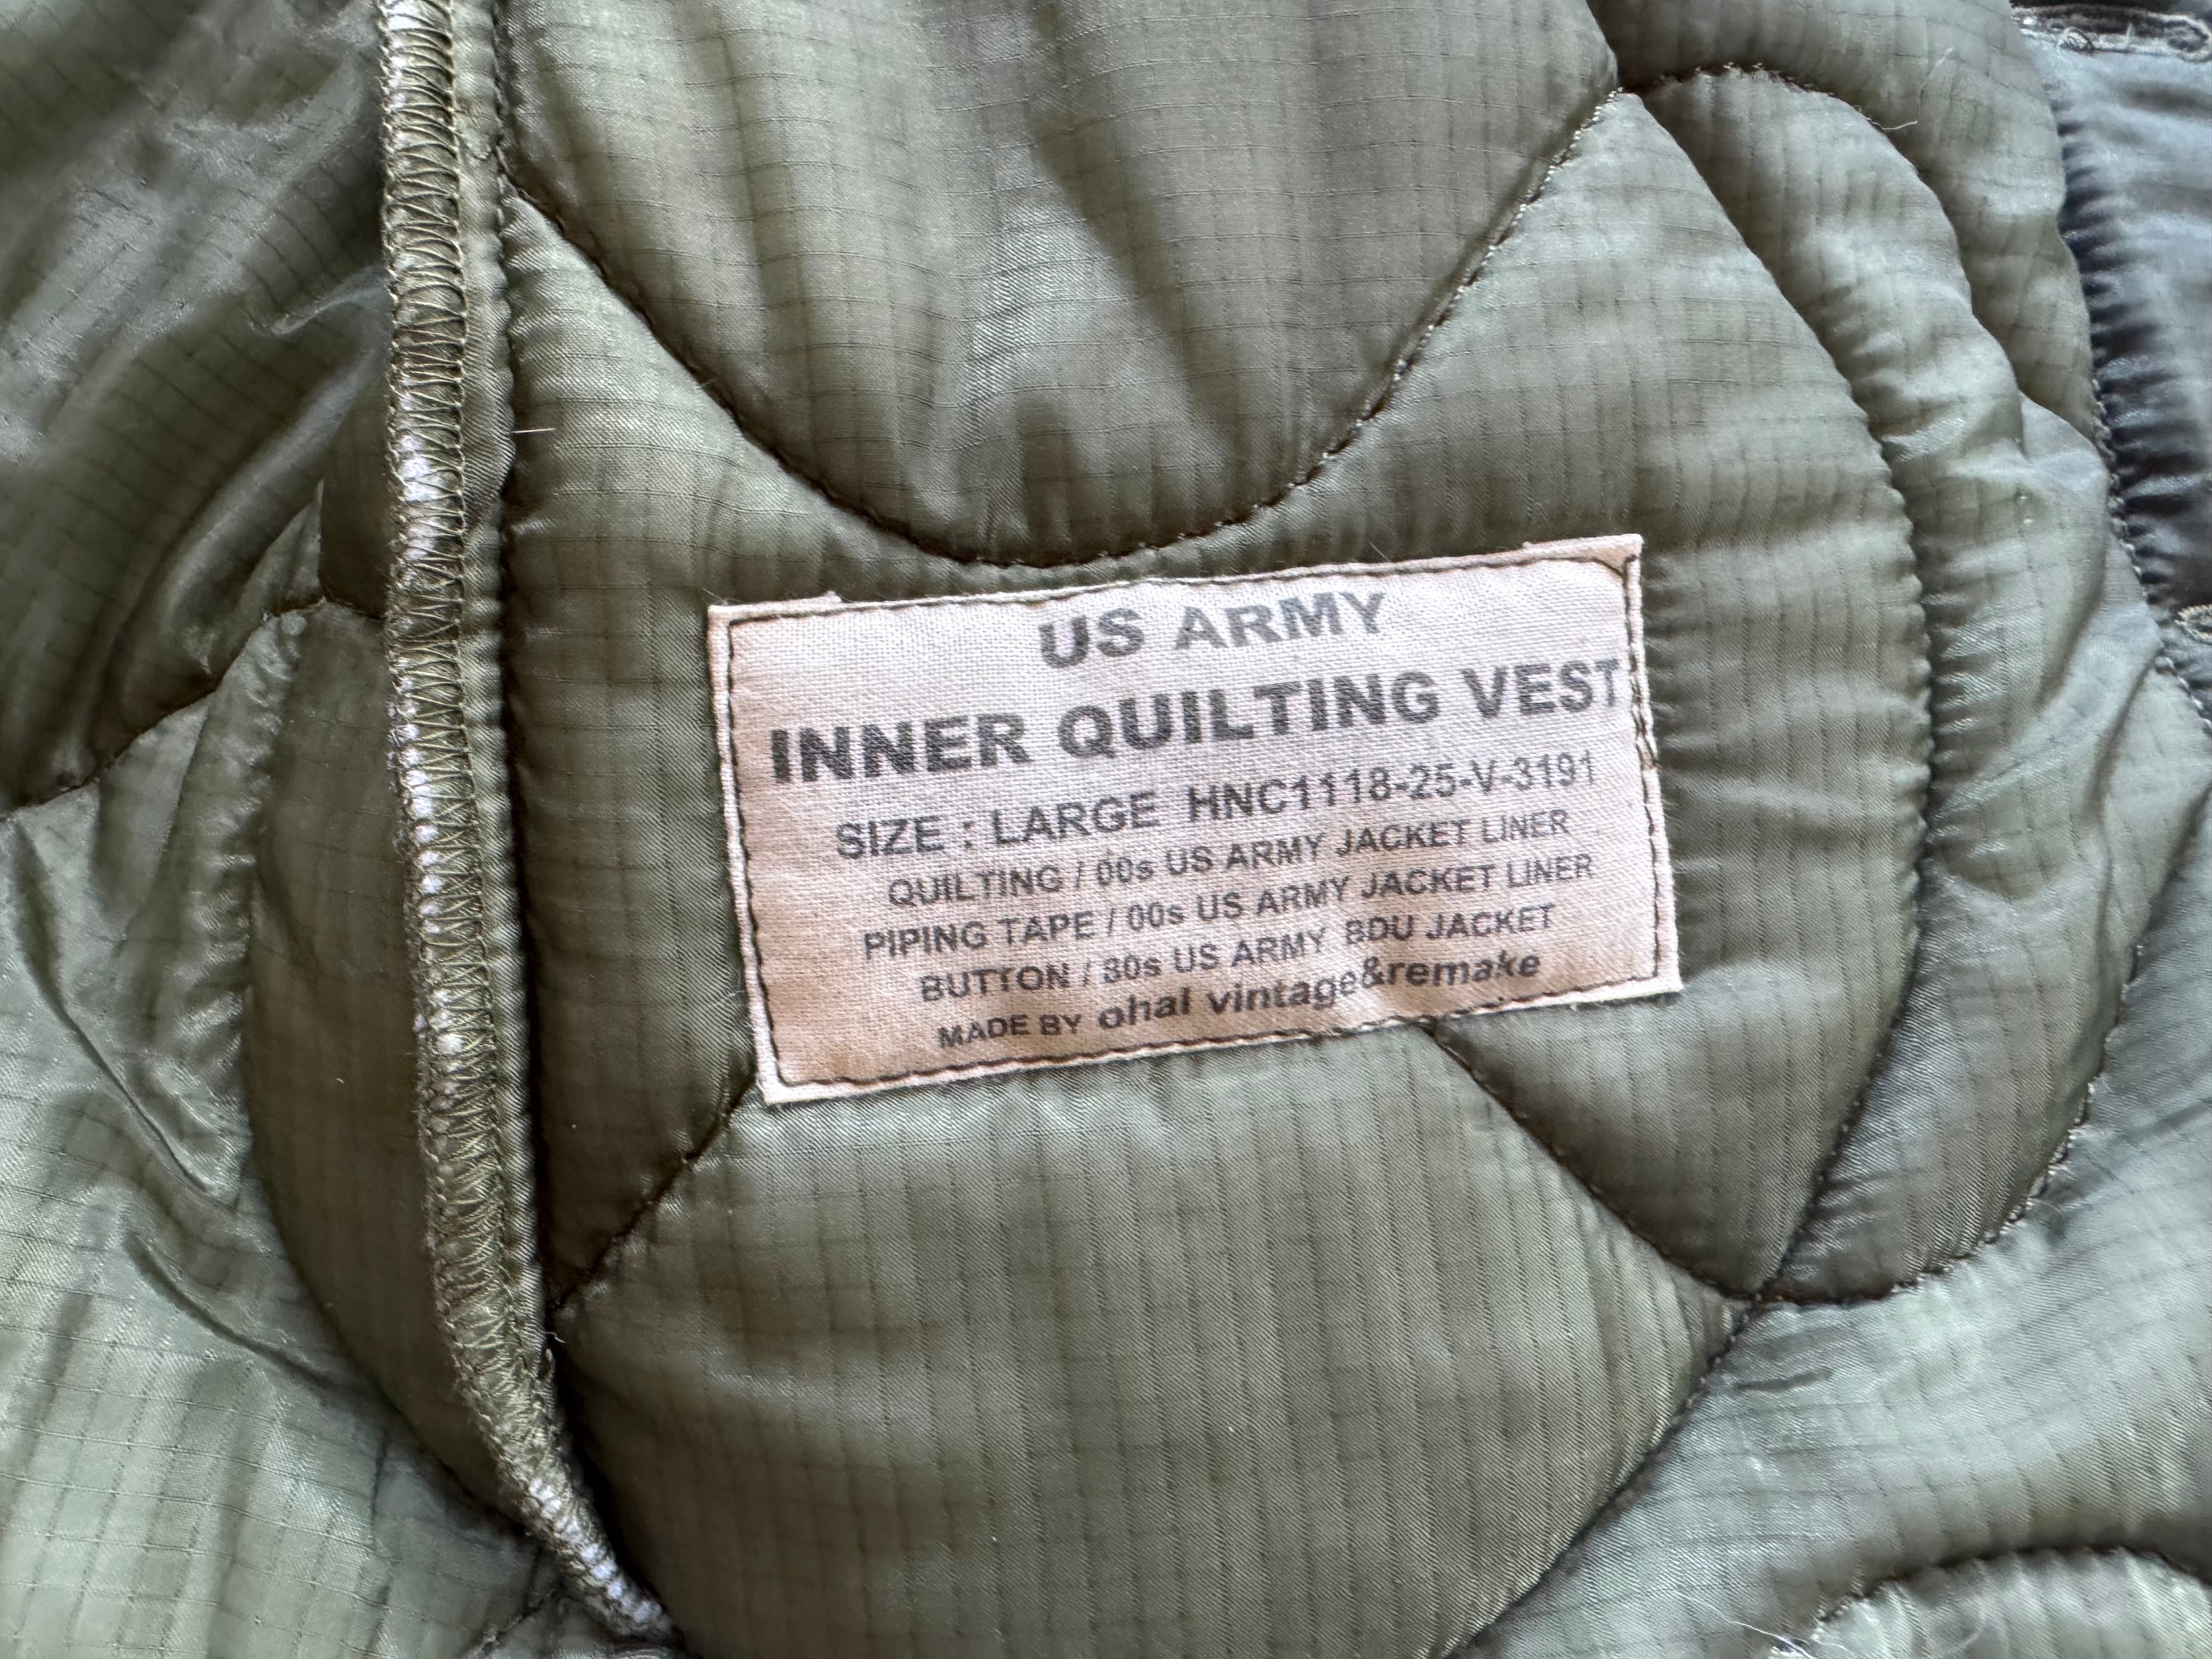 US ARMY
INNER QUILTING VEST
SIZE : LARGE HNC1118-25-V-3191
QUILTING / 00s US ARMY JACKET LINER
PIPING TAPE / 00s US ARMY JACKET LINER
BUTTON / 80s US ARMY BDU JACKET
MADE BY ohal vintage&remake